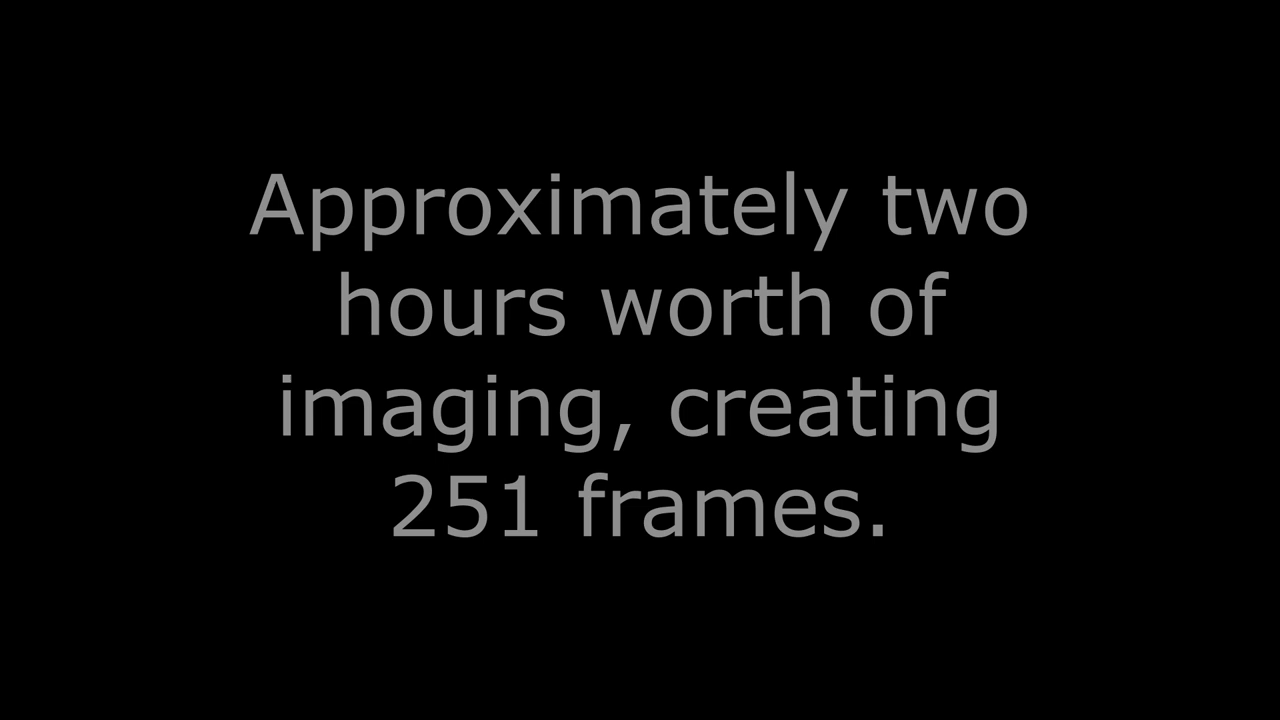 Approximately two
hours worth of
imaging, creating
251 frames.